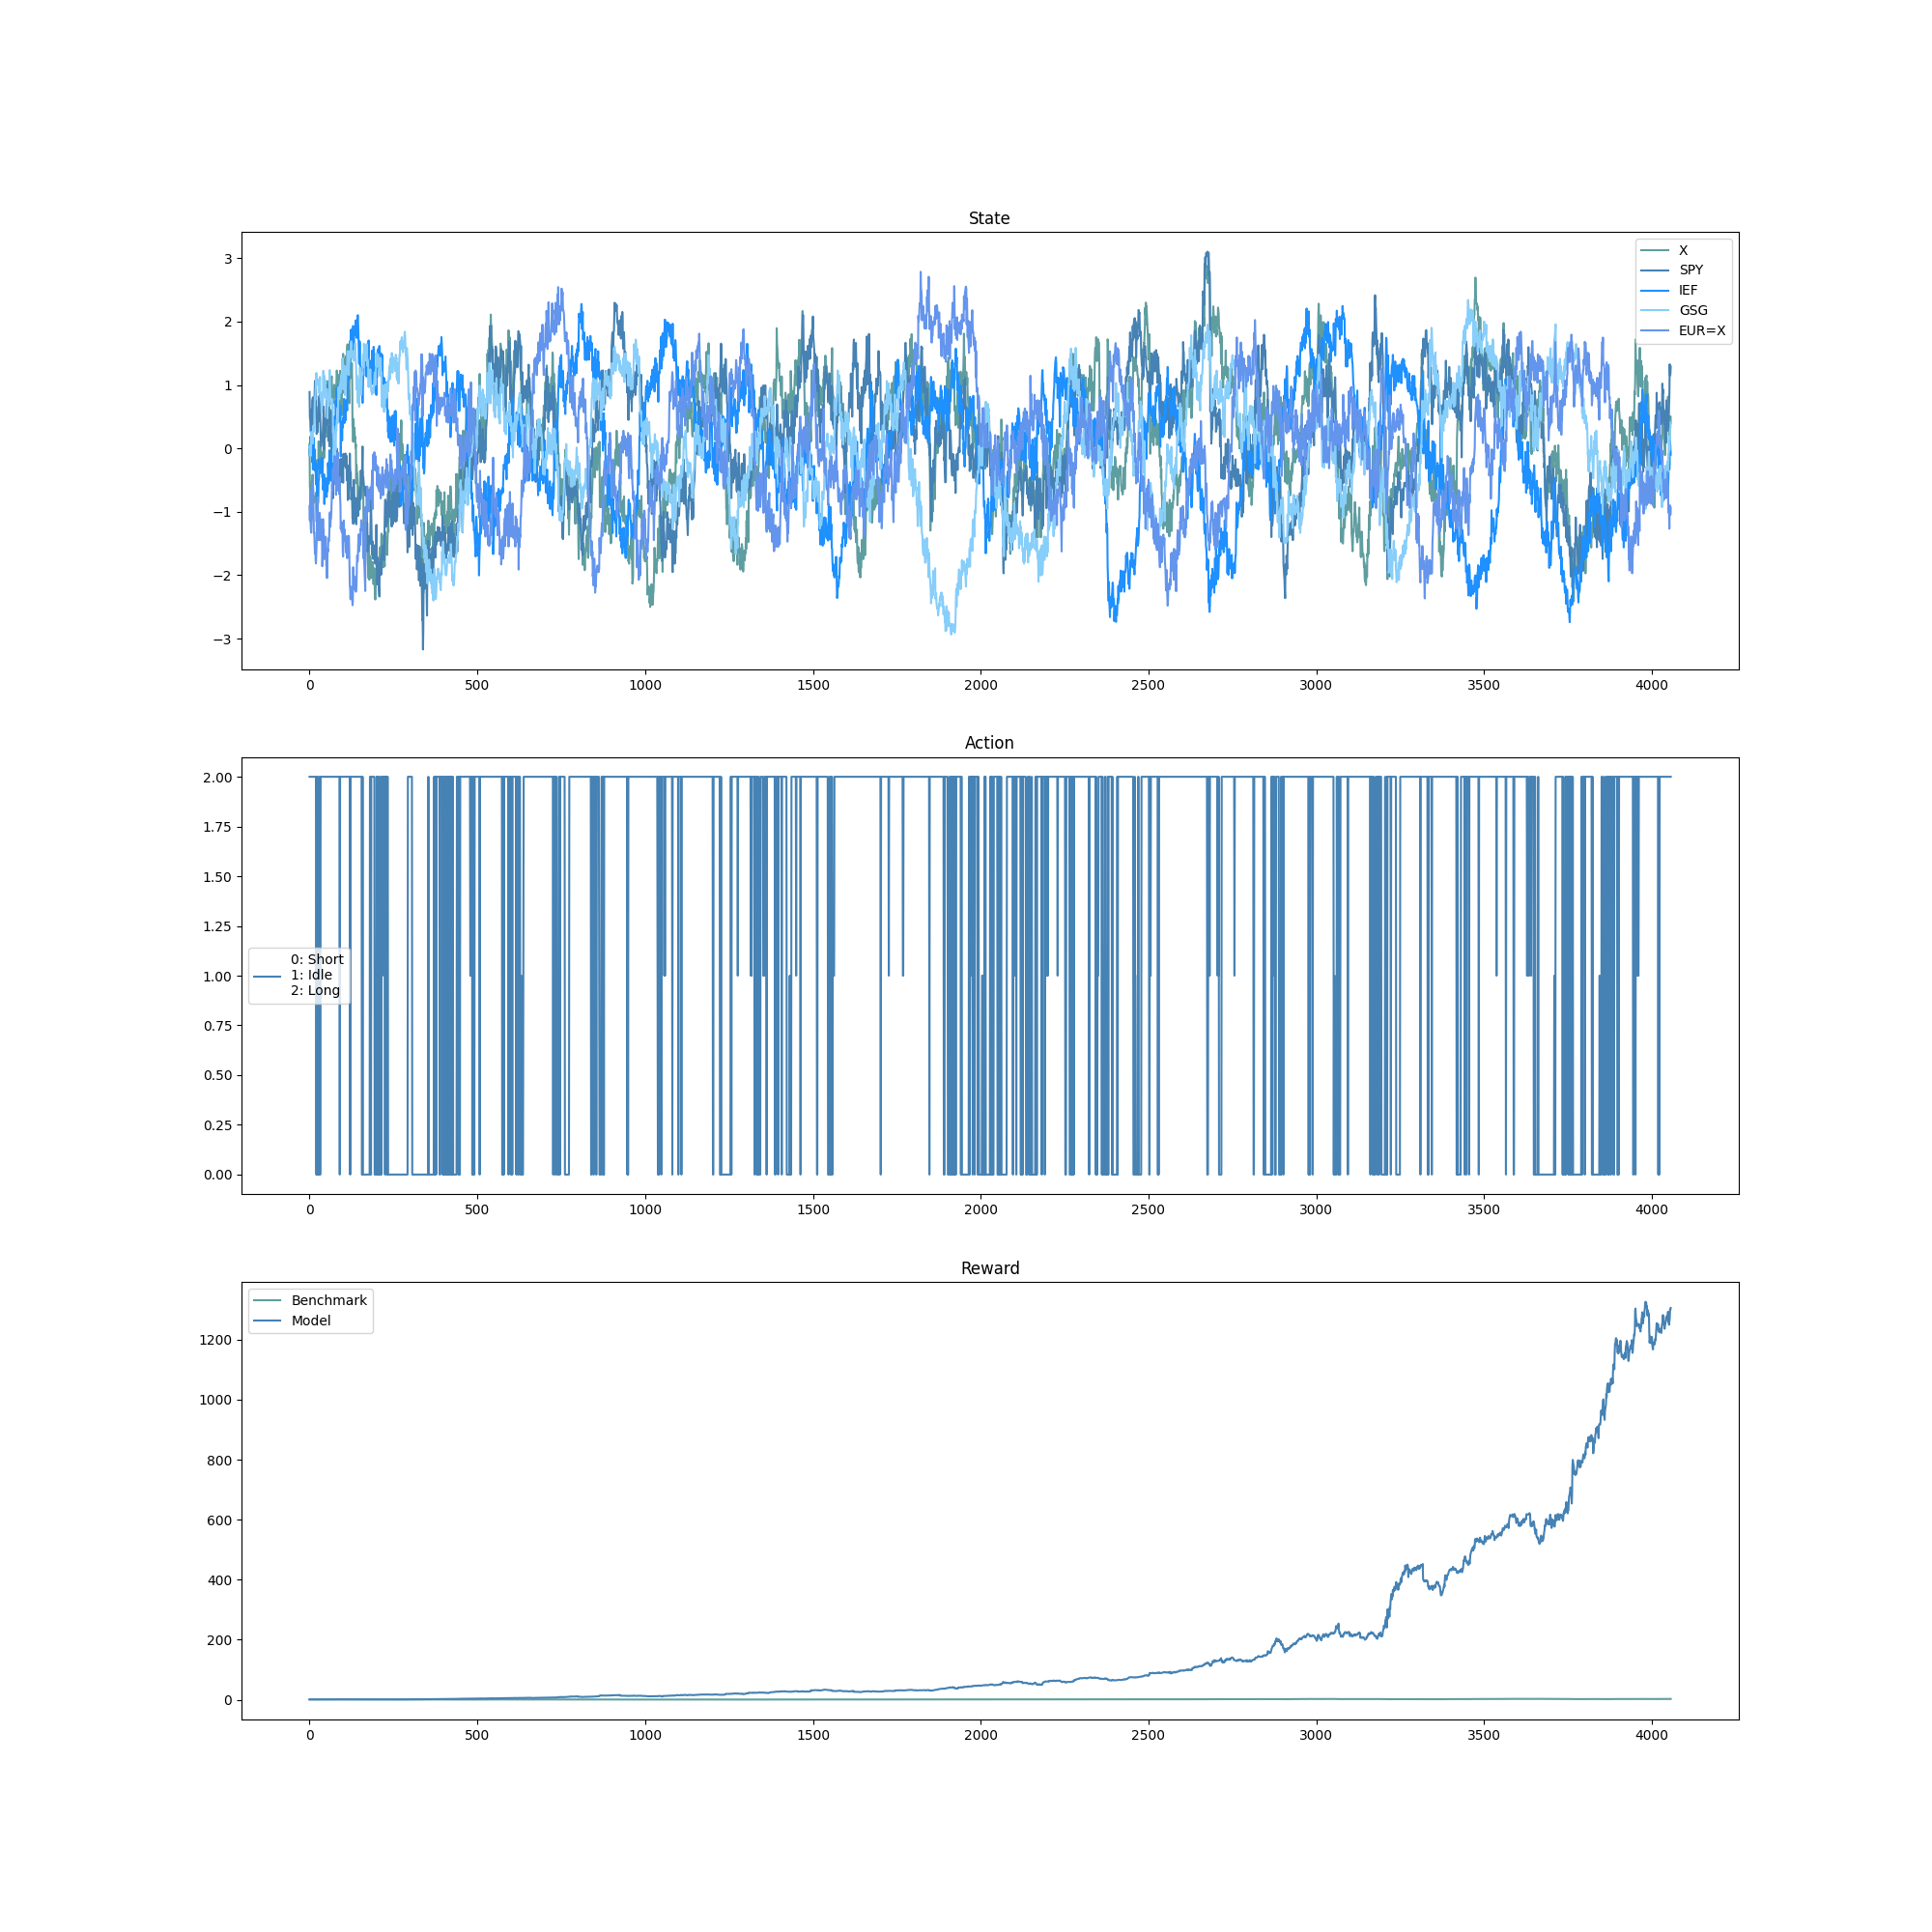 State
3
2
1
0
−1
−2
−3
X
SPY
IEF
GSG
EUR=X
0 500 1000 1500 2000 2500 3000 3500 4000
Action
2.00
1.75
1.50
1.25
1.00
0.75
0.50
0.25
0.00
0: Short
1: Idle
2: Long
0 500 1000 1500 2000 2500 3000 3500 4000
Reward
Benchmark
Model
1200
1000
800
600
400
200
0
0 500 1000 1500 2000 2500 3000 3500 4000